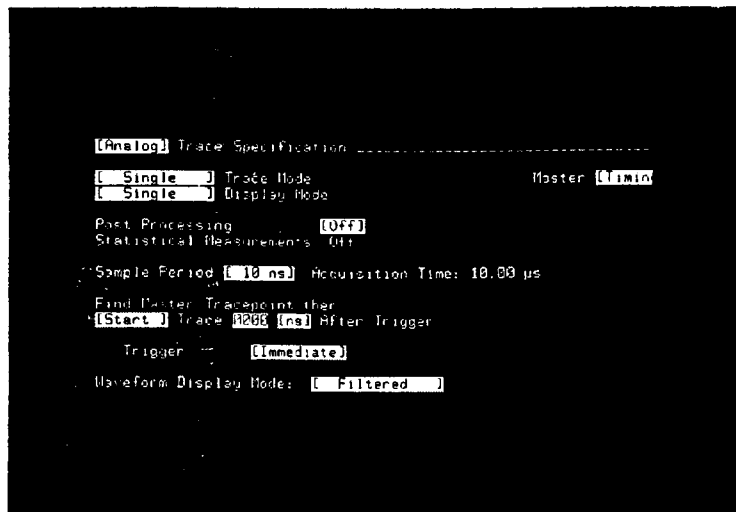 [Analog] Trace Specification
[ Single ] Trace Mode Master [Timin
[ Single ] Display Mode
Post Processing [Off]
Statistical Measurements Off
Sample Period [ 10 ns] Acquisition Time: 10.00 µs
Find Master Tracepoint then
[Start ] Trace [ns] After Trigger
Trigger [Immediate]
Waveform Display Mode: [ Filtered ]